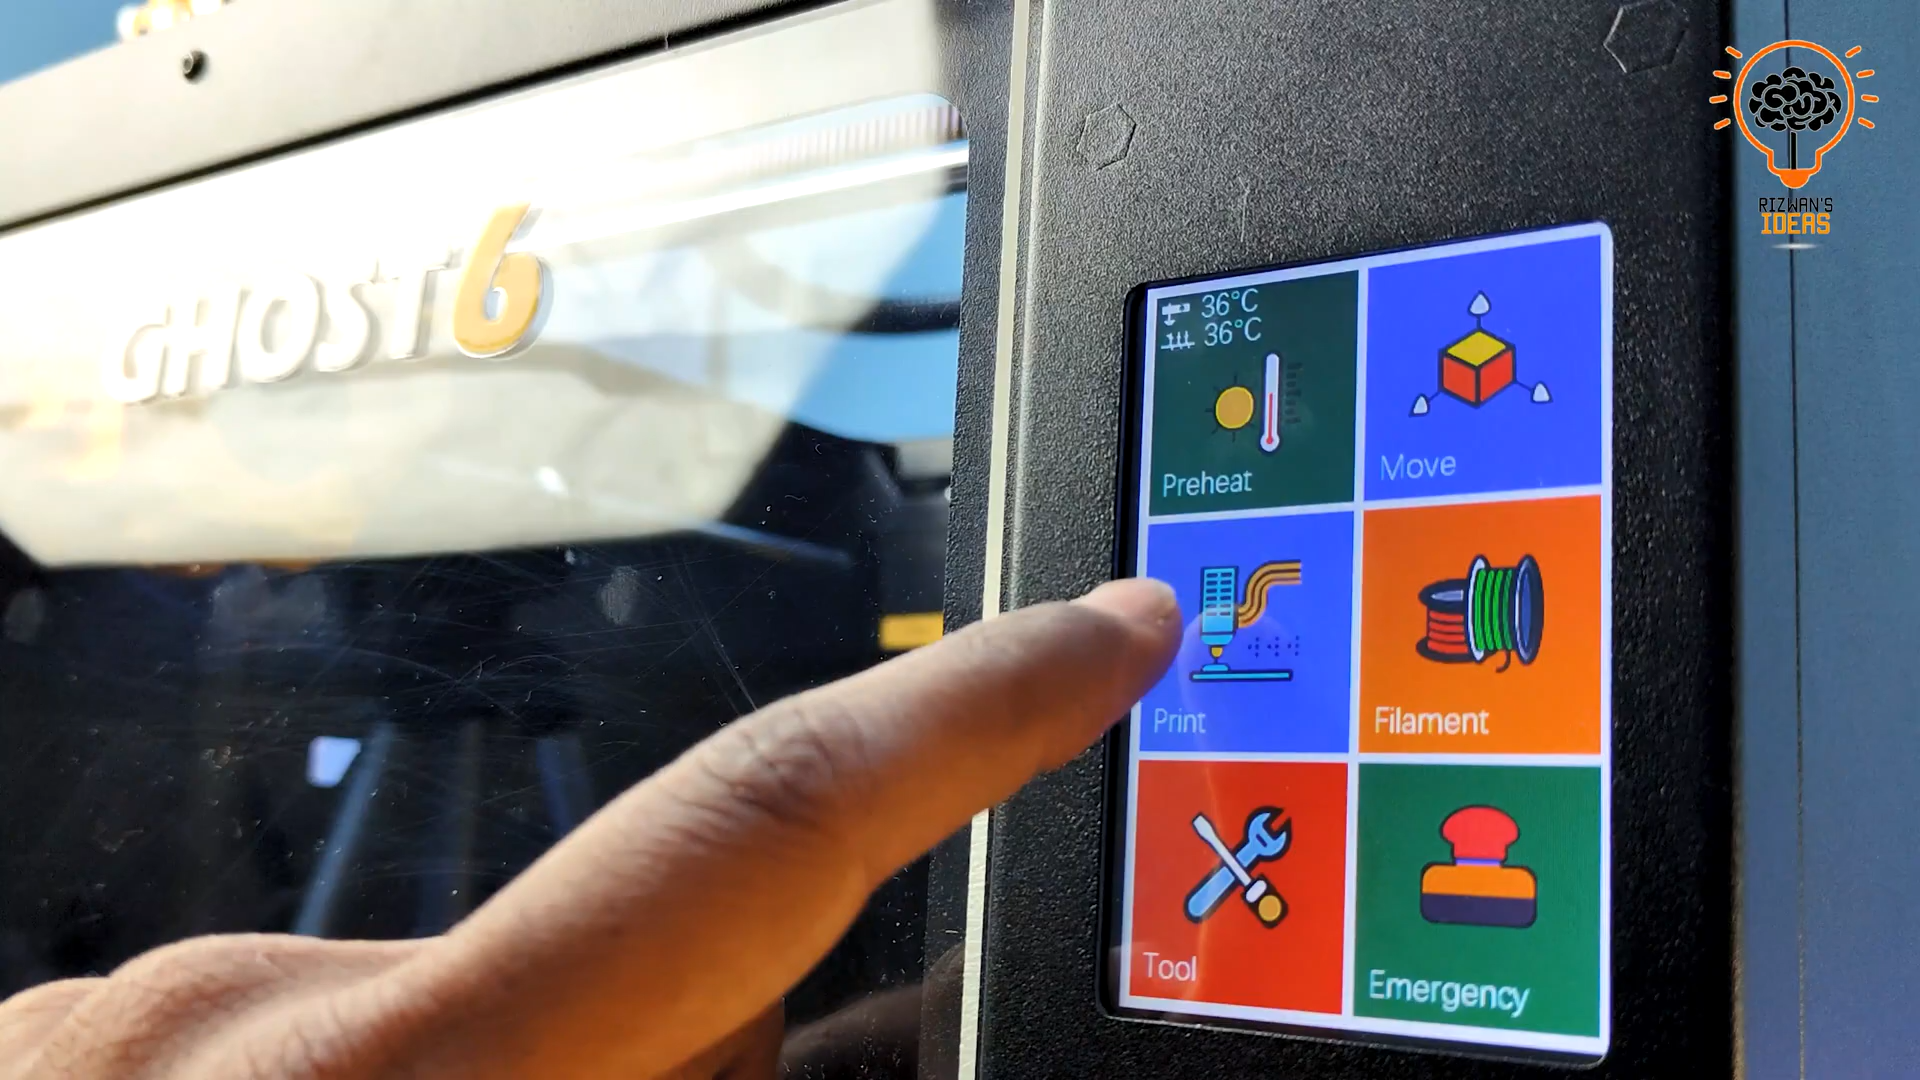 GHOST6
RIZWAN'S
IDEAS
36°C
36°C
Preheat
Move
Print
Filament
Tool
Emergency